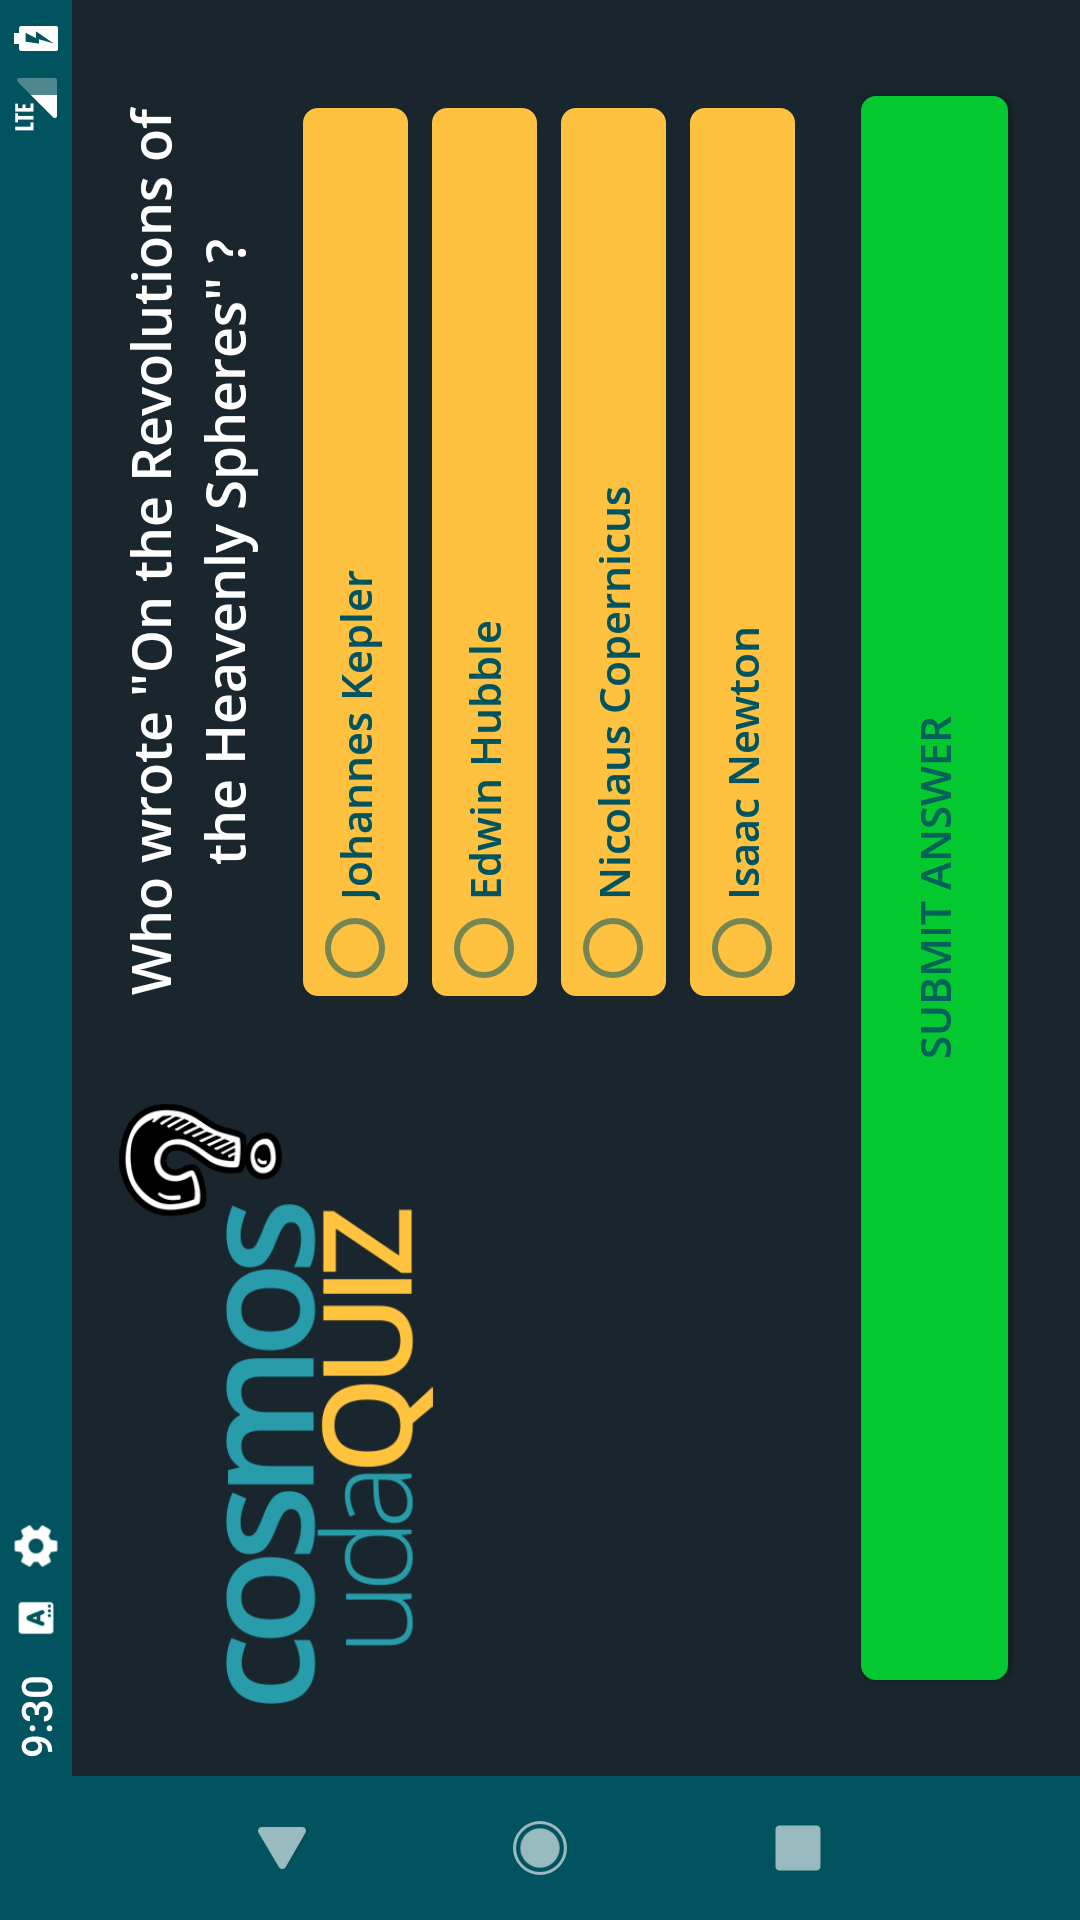 9:30
LTE
cosmos
udaQUIZ
Who wrote "On the Revolutions of
the Heavenly Spheres" ?
Johannes Kepler
Edwin Hubble
Nicolaus Copernicus
Isaac Newton
SUBMIT ANSWER